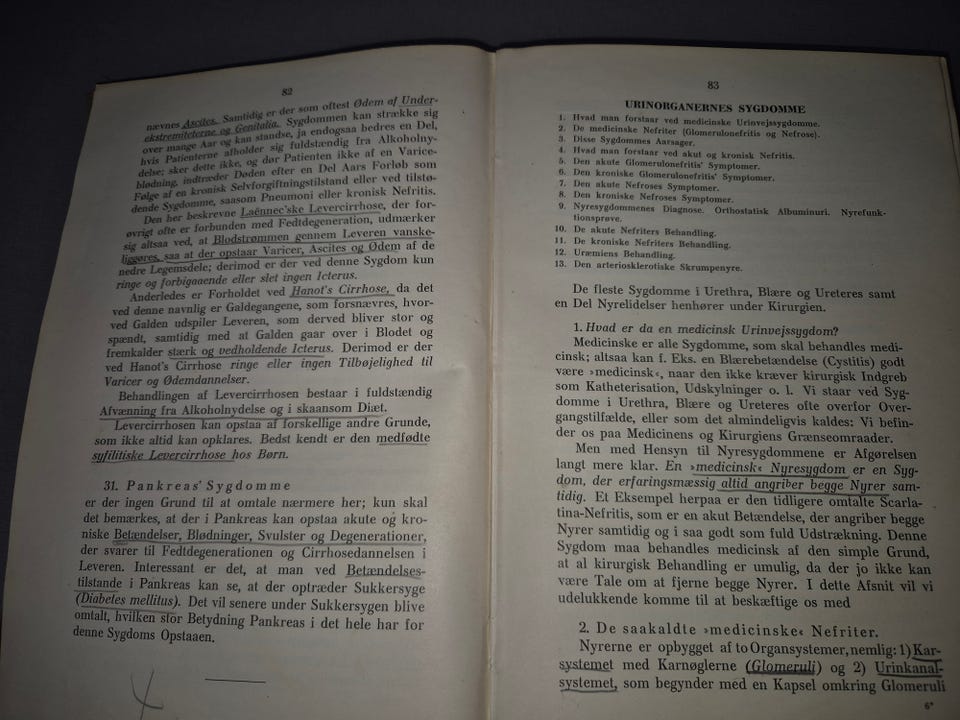 82
nævnes Ascites. Samtidig er der som oftest Ødem af Under-
ekstremiteterne og Genitalia. Sygdommen kan strække sig
over mange Aar og kan standse, ja endogsaa bedres en Del,
hvis Patienterne afholder sig fuldstændig fra Alkoholny-
delse; sker dette ikke, og dør Patienten ikke af en Varice-
blødning, indtræder Døden efter en Del Aars Forløb som
Følge af en kronisk Selvforgiftningstilstand eller ved tilstø-
dende Sygdomme, saasom Pneumoni eller kronisk Nefritis.
Den her beskrevne Laënnec'ske Levercirrhose, der for-
øvrigt ofte er forbunden med Fedtdegeneration, udmærker
sig altsaa ved, at Blodstrømmen gennem Leveren vanske-
liggøres, saa at der opstaar Varicer, Ascites og Ødem af de
nedre Legemsdele; derimod er der ved denne Sygdom kun
ringe og forbigaaende eller slet ingen Icterus.
Anderledes er Forholdet ved Hanot's Cirrhose, da det
ved denne navnlig er Galdegangene, som forsnævres, hvor-
ved Galden udspiler Leveren, som derved bliver stor og
spændt, samtidig med at Galden gaar over i Blodet og
fremkalder stærk og vedholdende Icterus. Derimod er der
ved Hanot's Cirrhose ringe eller ingen Tilbøjelighed til
Varicer og Ødemdannelser.
Behandlingen af Levercirrhosen bestaar i fuldstændig
Afvænning fra Alkoholnydelse og i skaansom Diæt.
Levercirrhosen kan opstaa af forskellige andre Grunde,
som ikke altid kan opklares. Bedst kendt er den medfødte
syfilitiske Levercirrhose hos Børn.
31. Pankreas' Sygdomme
er der ingen Grund til at omtale nærmere her; kun skal
det bemærkes, at der i Pankreas kan opstaa akute og kro-
niske Betændelser, Blødninger, Svulster og Degenerationer,
der svarer til Fedtdegenerationen og Cirrhosedannelsen i
Leveren. Interessant er det, at man ved Betændelses-
tilstande i Pankreas kan se, at der optræder Sukkersyge
(Diabetes mellitus). Det vil senere under Sukkersygen blive
omtalt, hvilken stor Betydning Pankreas i det hele har for
denne Sygdoms Opstaaen.
83
URINORGANERNES SYGDOMME
1. Hvad man forstaar ved medicinske Urinvejssygdomme.
2. De medicinske Nefriter (Glomerulonefritis og Nefrose).
3. Disse Sygdommes Aarsager.
4. Hvad man forstaar ved akut og kronisk Nefritis.
5. Den akute Glomerulonefritis' Symptomer.
6. Den kroniske Glomerulonefritis' Symptomer.
7. Den akute Nefroses Symptomer.
8. Den kroniske Nefroses Symptomer.
9. Nyresygdommenes Diagnose. Orthostatisk Albuminuri. Nyrefunk-
tionsprøve.
10. De akute Nefriters Behandling.
11. De kroniske Nefriters Behandling.
12. Uræmiens Behandling.
13. Den arteriosklerotiske Skrumpenyre.
De fleste Sygdomme i Urethra, Blære og Ureteres samt
en Del Nyrelidelser henhører under Kirurgien.
1. Hvad er da en medicinsk Urinvejssygdom?
Medicinske er alle Sygdomme, som skal behandles medi-
cinsk; altsaa kan f. Eks. en Blærebetændelse (Cystitis) godt
være »medicinsk«, naar den ikke kræver kirurgisk Indgreb
som Katheterisation, Udskylninger o. l. Vi staar ved Syg-
domme i Urethra, Blære og Ureteres ofte overfor Over-
gangstilfælde, eller som det almindeligvis kaldes: Vi befin-
der os paa Medicinens og Kirurgiens Grænseomraader.
Men med Hensyn til Nyresygdommene er Afgørelsen
langt mere klar. En »medicinsk« Nyresygdom er en Syg-
dom, der erfaringsmæssig altid angriber begge Nyrer sam-
tidig. Et Eksempel herpaa er den tidligere omtalte Scarla-
tina-Nefritis, som er en akut Betændelse, der angriber begge
Nyrer samtidig og i saa godt som fuld Udstrækning. Denne
Sygdom maa behandles medicinsk af den simple Grund,
at al kirurgisk Behandling er umulig, da der jo ikke kan
være Tale om at fjerne begge Nyrer. I dette Afsnit vil vi
udelukkende komme til at beskæftige os med
2. De saakaldte »medicinske« Nefriter.
Nyrerne er opbygget af to Organsystemer, nemlig: 1) Kar-
systemet med Karnøglerne (Glomeruli) og 2) Urinkanal-
systemet, som begynder med en Kapsel omkring Glomeruli
6*